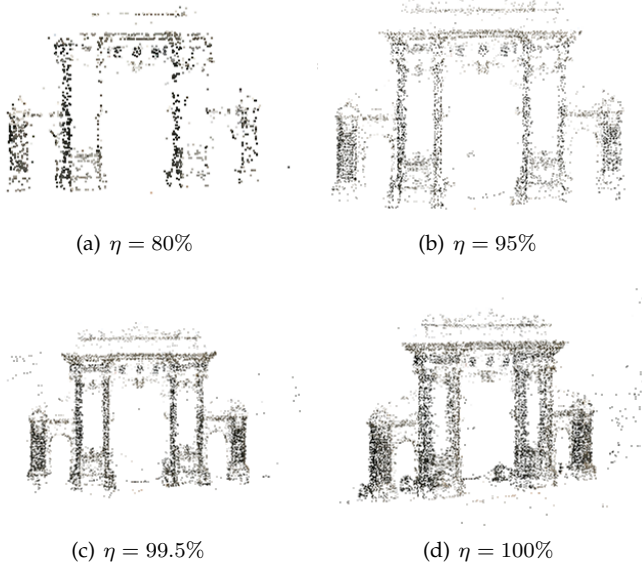 (a) η = 80%
(b) η = 95%
(c) η = 99.5%
(d) η = 100%